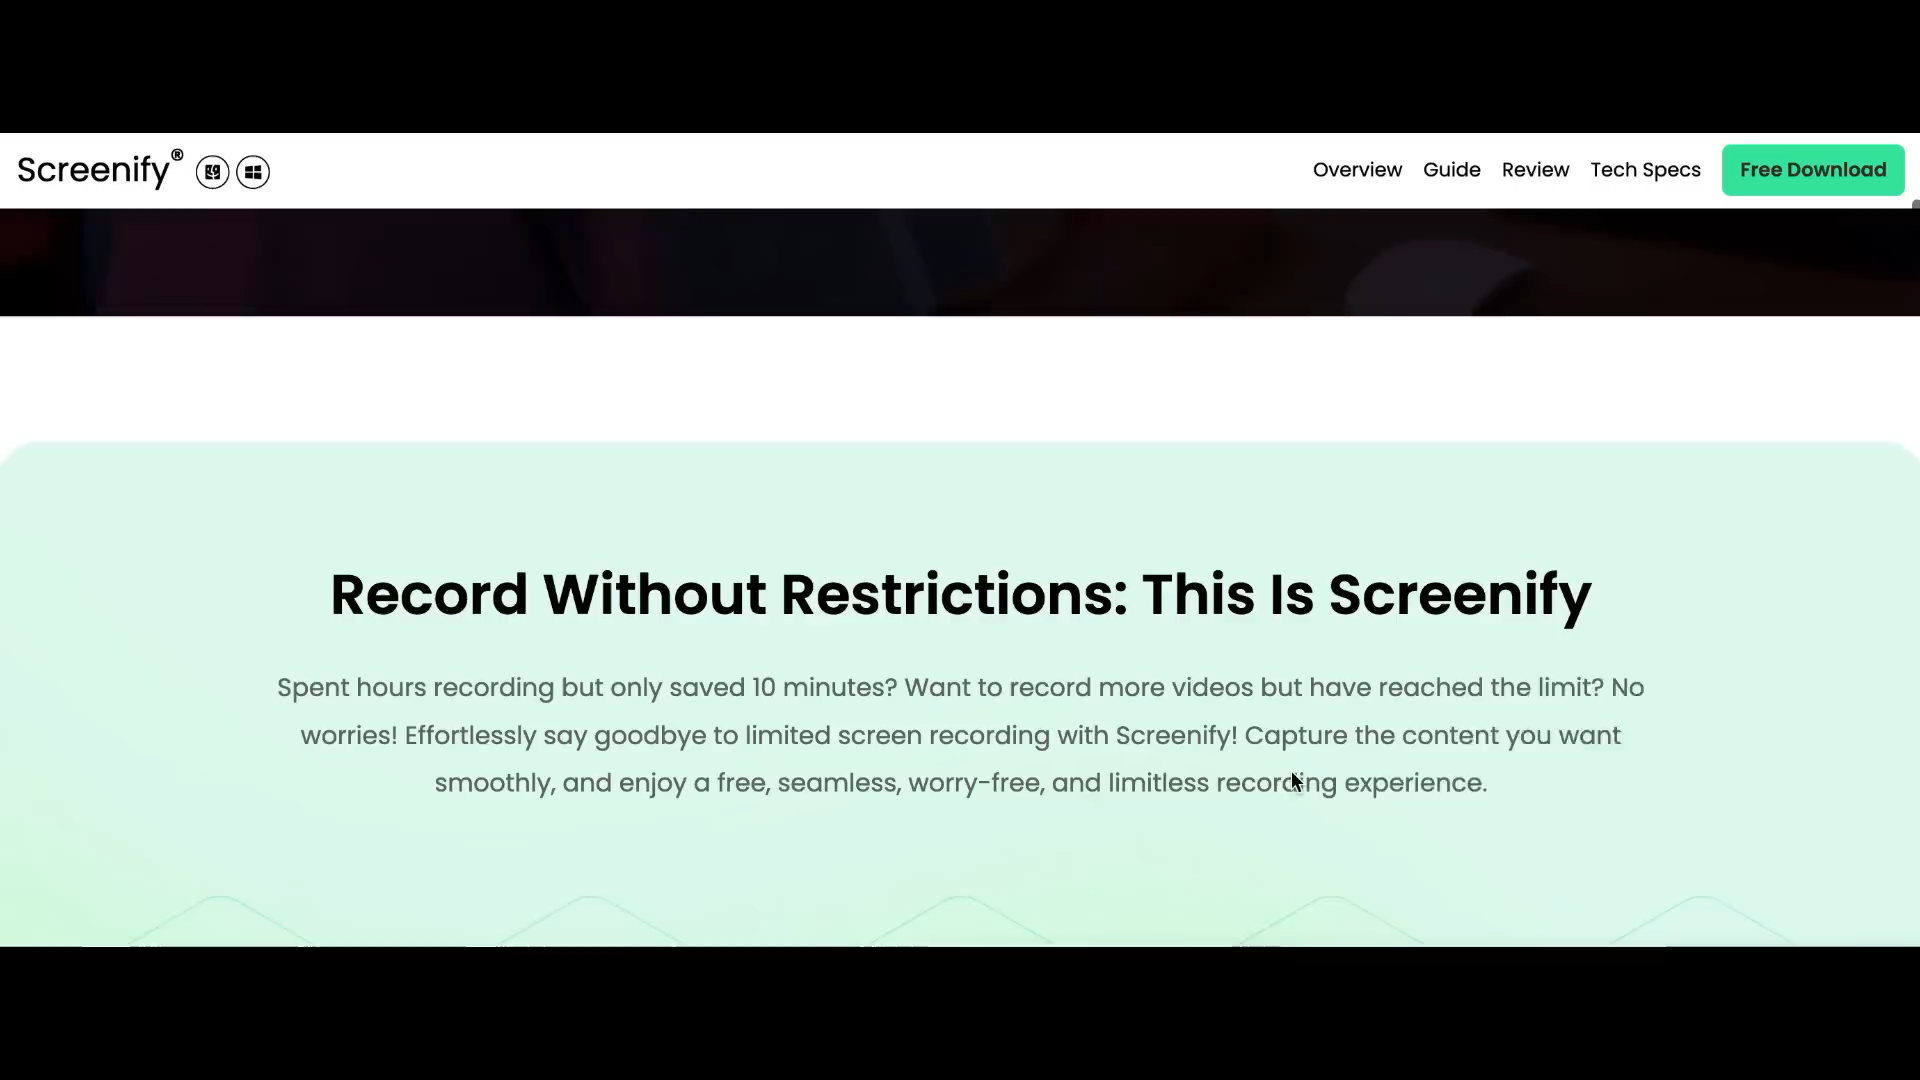 Screenify®
Overview Guide Review Tech Specs Free Download
Record Without Restrictions: This Is Screenify
Spent hours recording but only saved 10 minutes? Want to record more videos but have reached the limit? No
worries! Effortlessly say goodbye to limited screen recording with Screenify! Capture the content you want
smoothly, and enjoy a free, seamless, worry-free, and limitless recording experience.